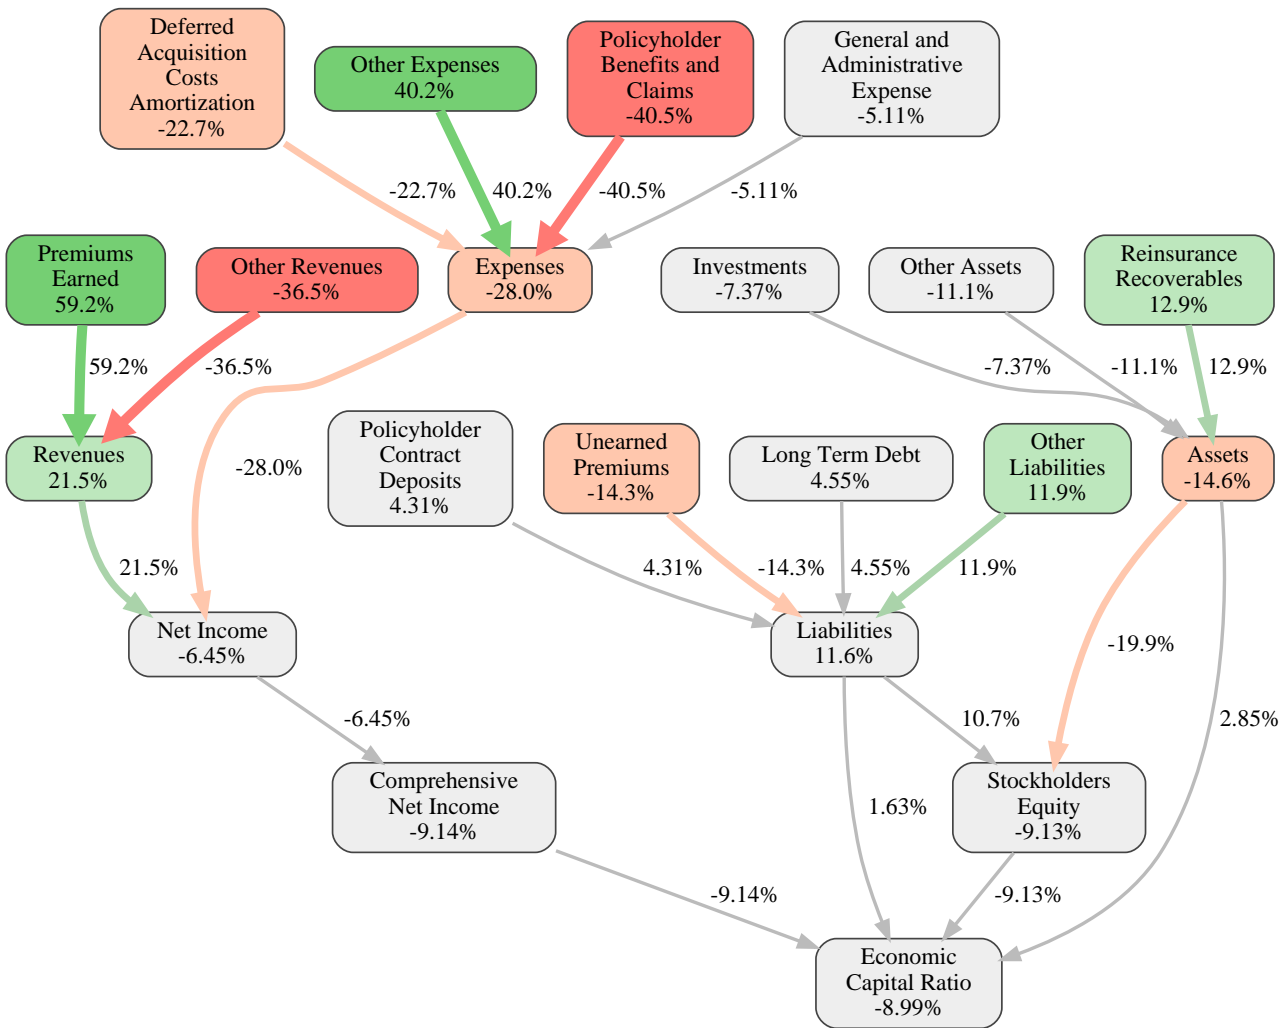 Deferred
Acquisition
Costs
Amortization
-22.7%
Other Expenses
40.2%
Policyholder
Benefits and
Claims
-40.5%
General and
Administrative
Expense
-5.11%
-22.7%
40.2%
-40.5%
-5.11%
Premiums
Earned
59.2%
Other Revenues
-36.5%
Expenses
-28.0%
Investments
-7.37%
Other Assets
-11.1%
Reinsurance
Recoverables
12.9%
59.2%
-36.5%
-7.37%
-11.1%
12.9%
Revenues
21.5%
-28.0%
Policyholder
Contract
Deposits
4.31%
Unearned
Premiums
-14.3%
Long Term Debt
4.55%
Other
Liabilities
11.9%
Assets
-14.6%
21.5%
4.31%
-14.3%
4.55%
11.9%
Net Income
-6.45%
Liabilities
11.6%
-19.9%
-6.45%
10.7%
2.85%
Comprehensive
Net Income
-9.14%
1.63%
Stockholders
Equity
-9.13%
-9.14%
-9.13%
Economic
Capital Ratio
-8.99%